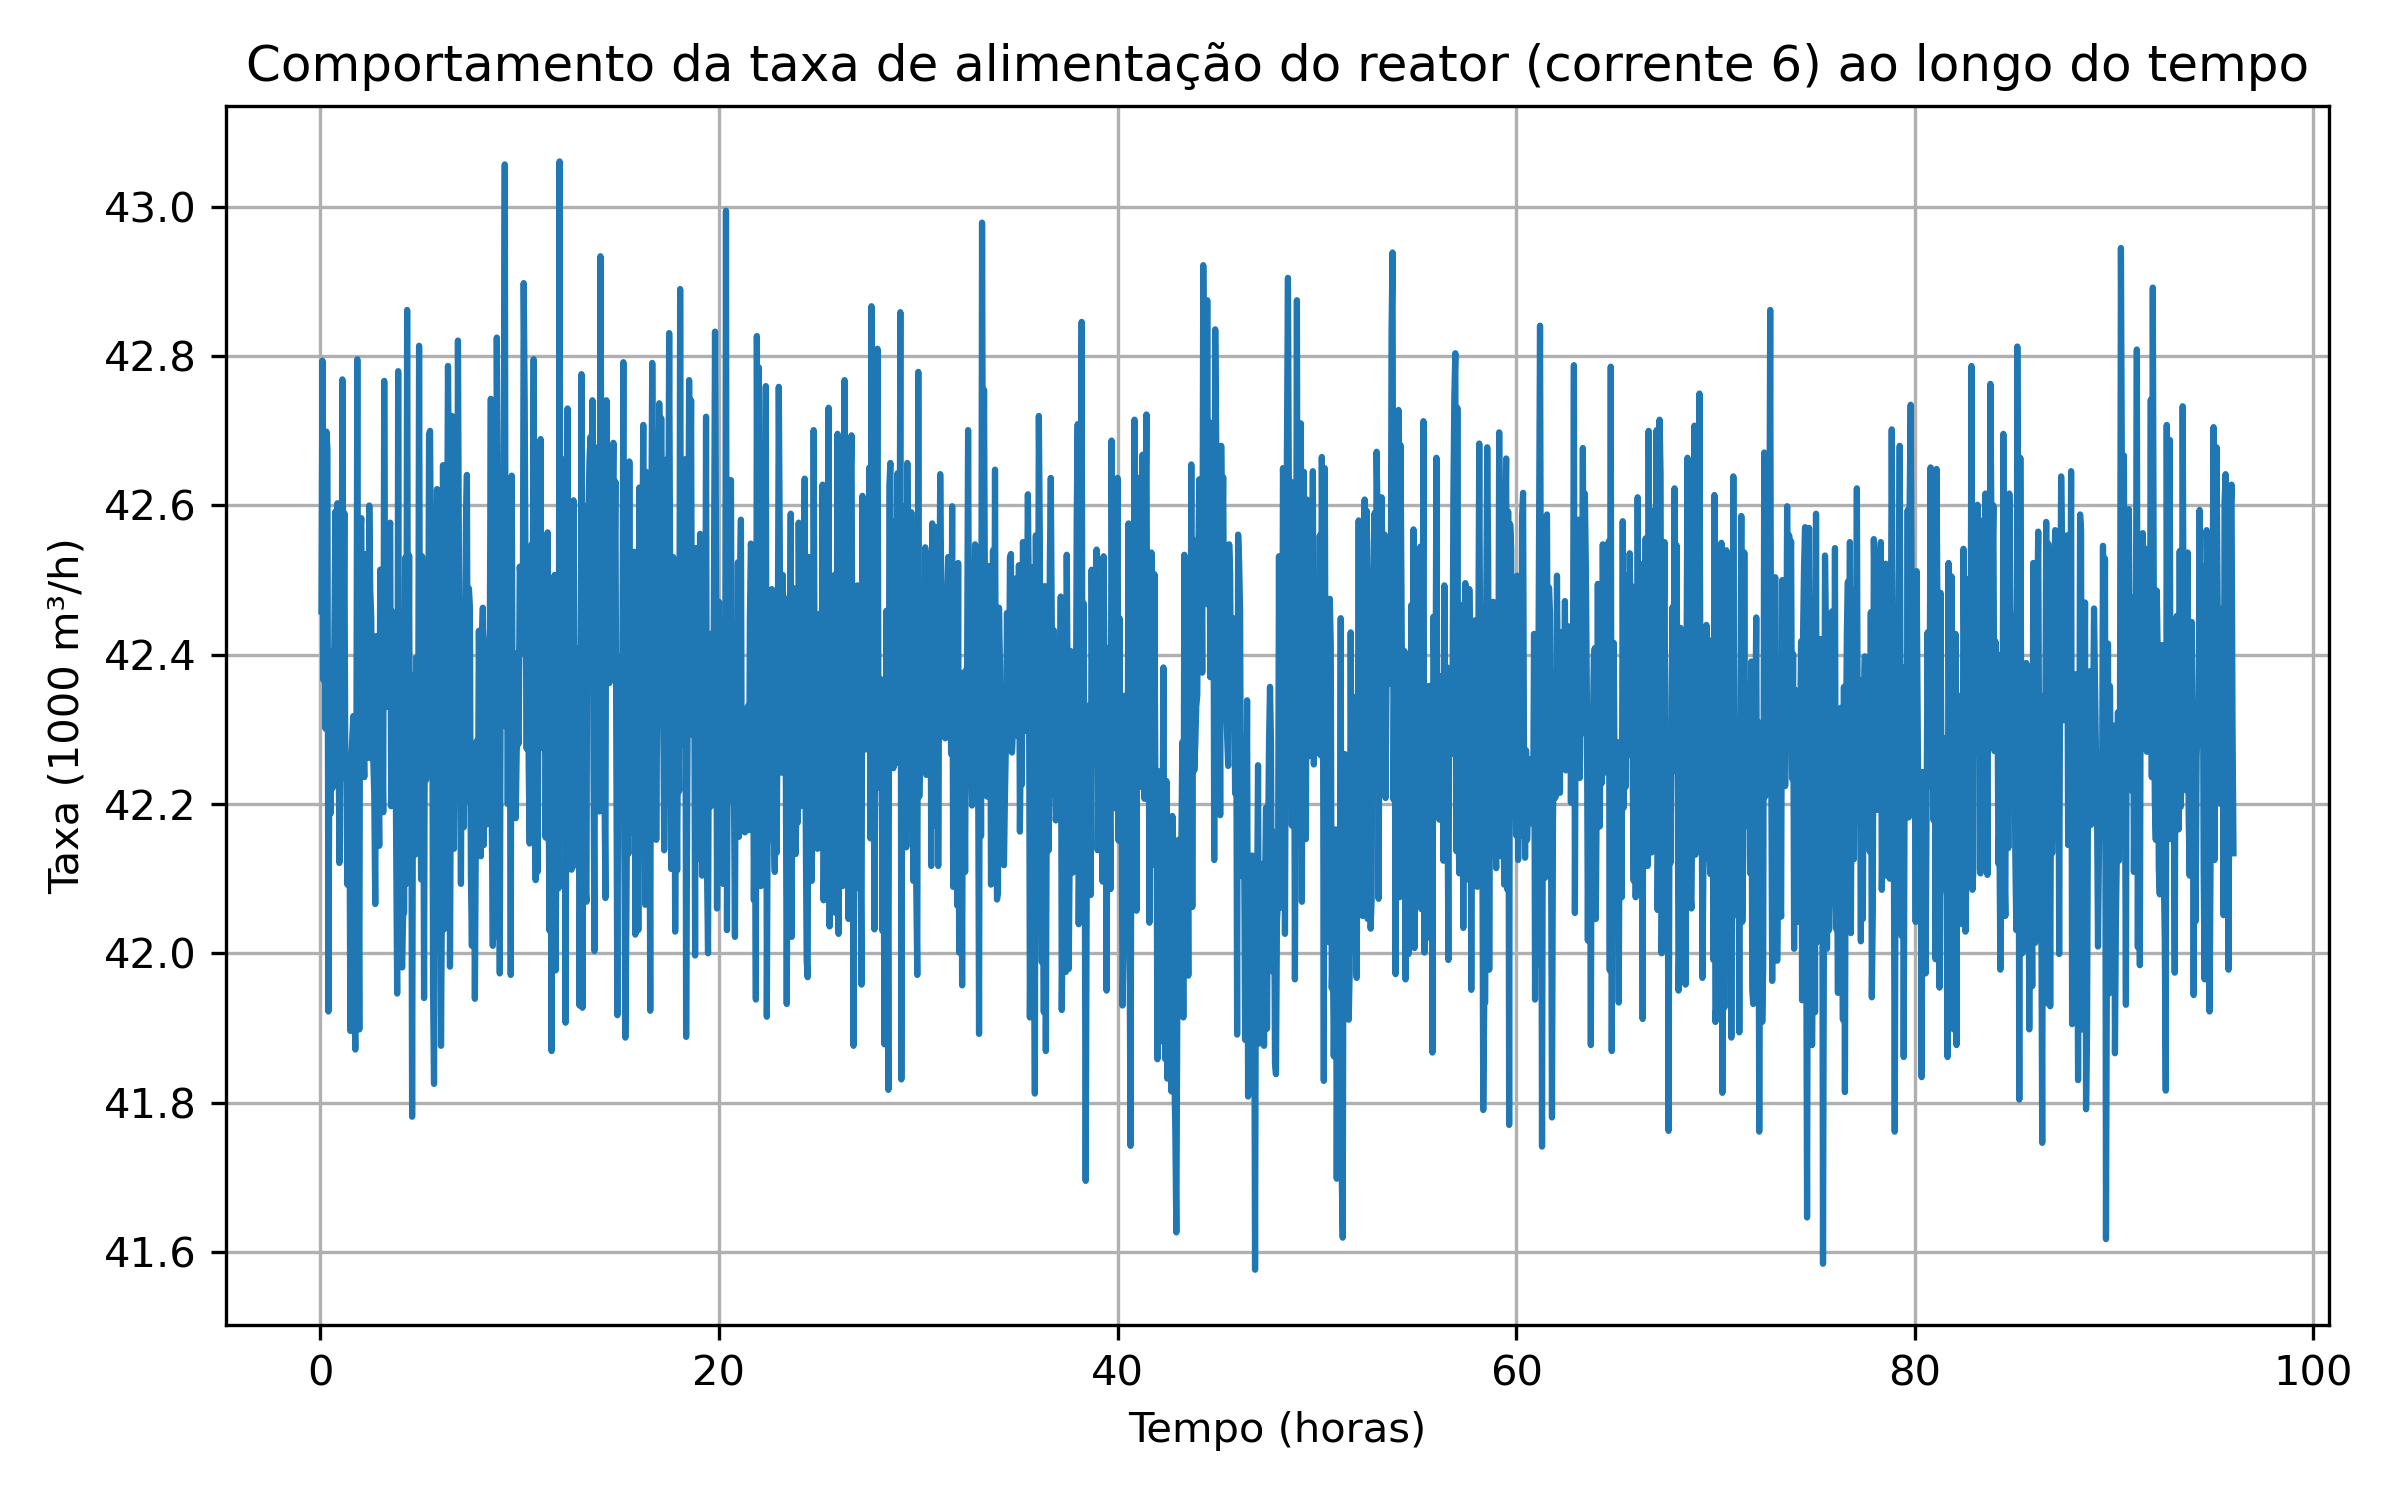 Comportamento da taxa de alimentação do reator (corrente 6) ao longo do tempo
43.0
42.8
42.6
42.4
42.2
42.0
41.8
41.6
Taxa (1000 m³/h)
0 20 40 60 80 100
Tempo (horas)